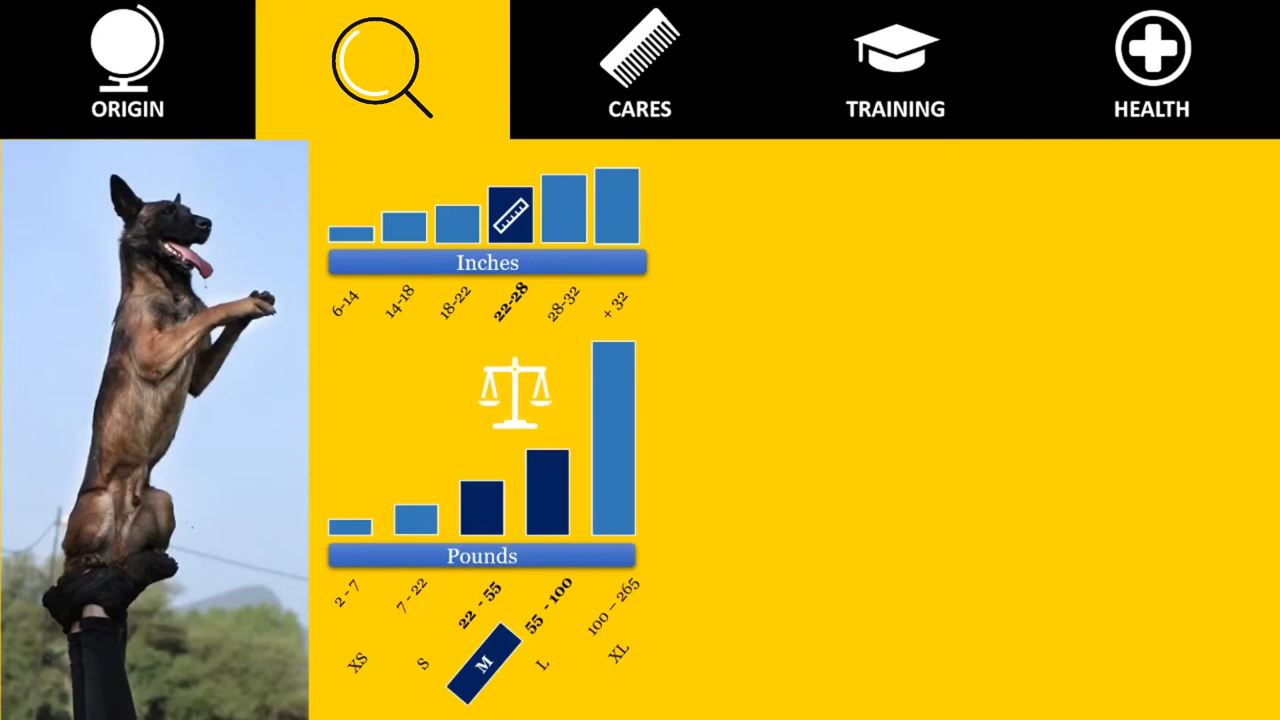 ORIGIN
CARES
TRAINING
HEALTH
Inches
6-14
14-18
18-22
22-28
28-32
+ 32
Pounds
2 - 7
7 - 22
22 - 55
55 - 100
100 – 265
XS
S
M
L
XL